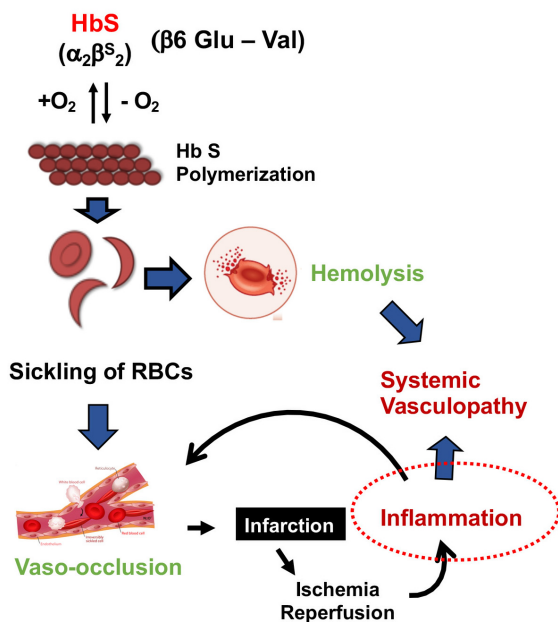 HbS
(α₂βˢ₂) (β6 Glu – Val)
+O₂ - O₂
Hb S
Polymerization
Hemolysis
Sickling of RBCs
Systemic
Vasculopathy
Infarction
Inflammation
Vaso-occlusion
Ischemia
Reperfusion